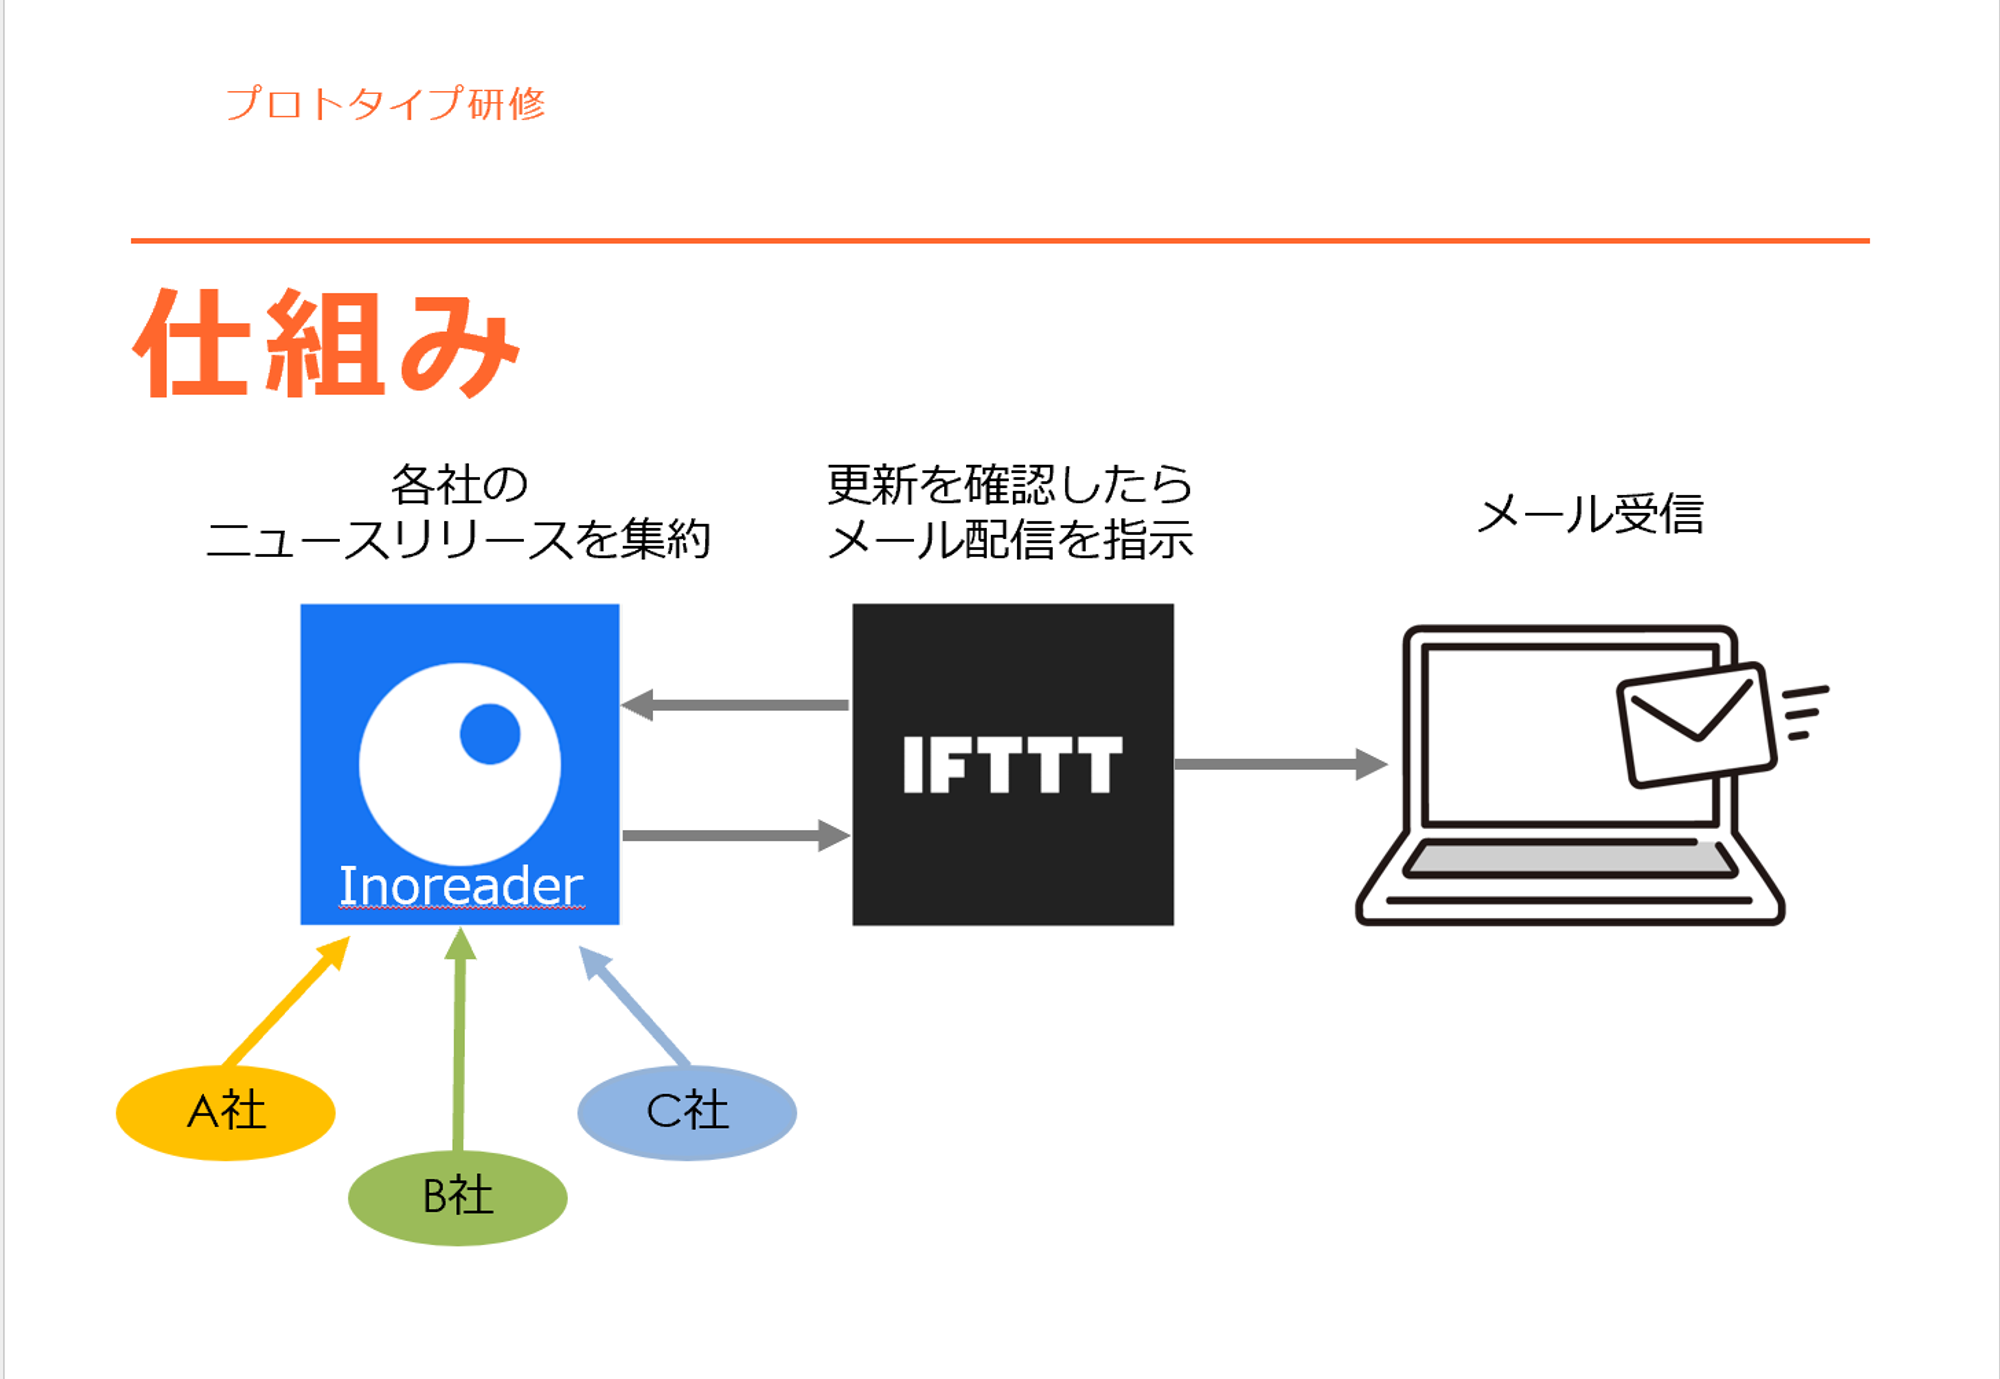 プロトタイプ研修
仕組み
各社の
ニュースリリースを集約
更新を確認したら
メール配信を指示
メール受信
Inoreader
IFTTT
A社
B社
C社